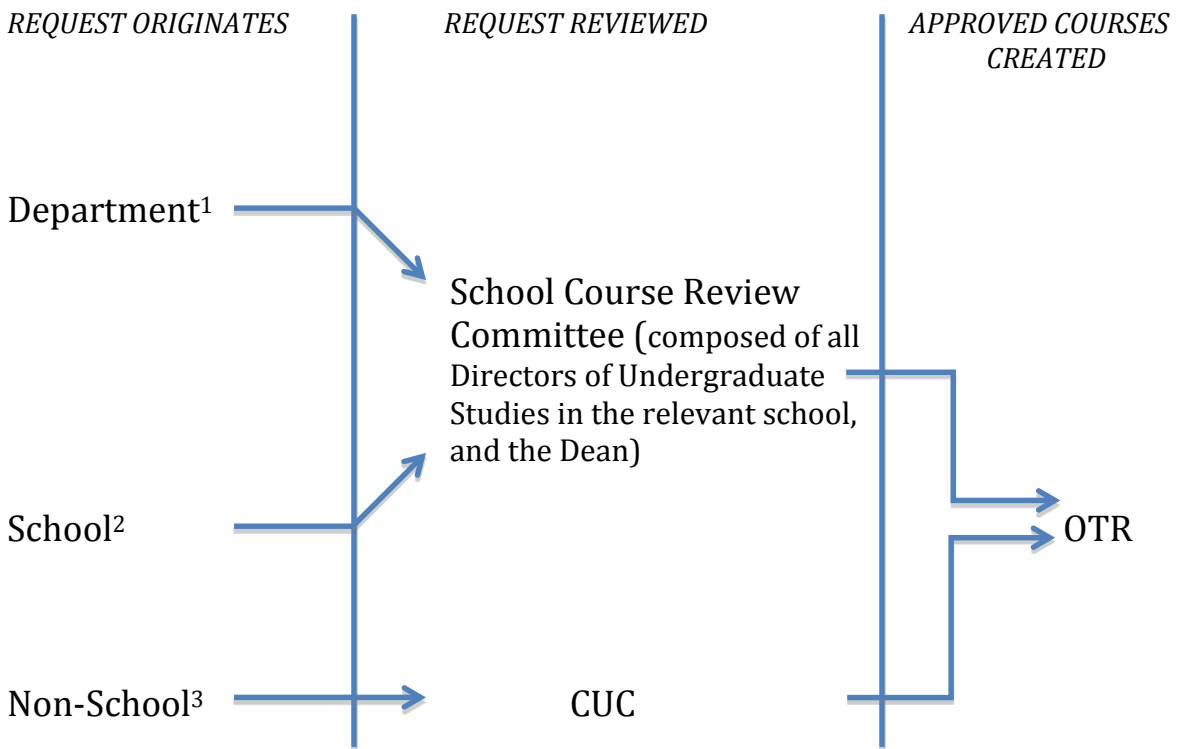 REQUEST ORIGINATES
REQUEST REVIEWED
APPROVED COURSES
CREATED
Department¹
School Course Review
Committee (composed of all
Directors of Undergraduate
Studies in the relevant school,
and the Dean)
School²
OTR
Non-School³
CUC